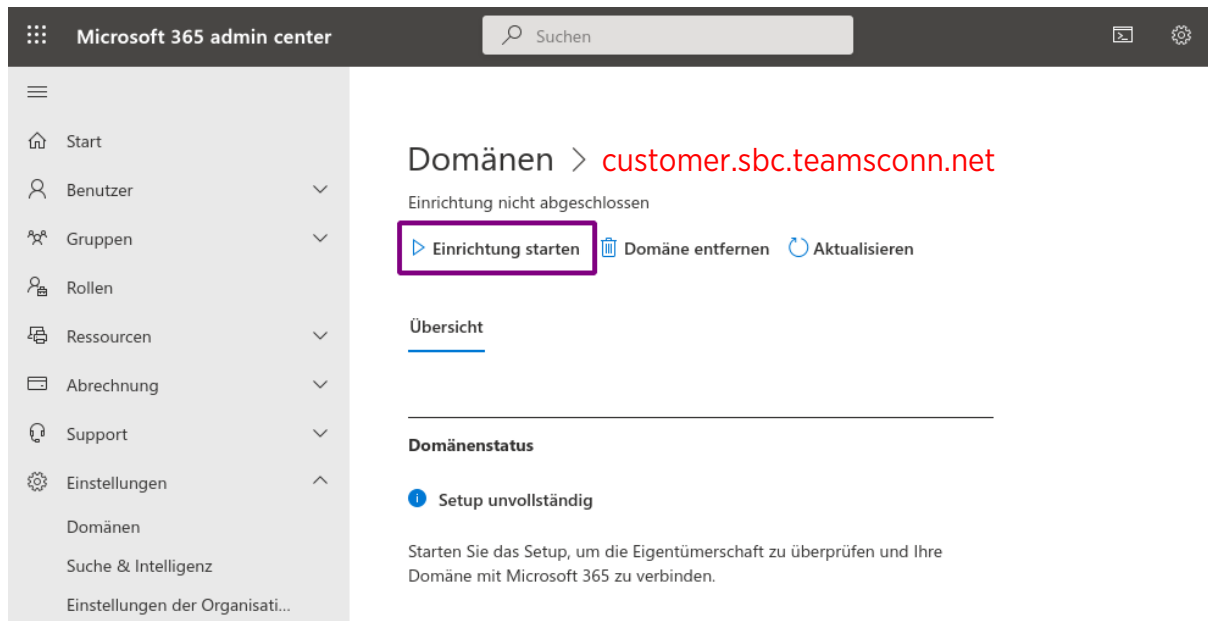 Microsoft 365 admin center
Suchen
Start
Benutzer
Gruppen
Rollen
Ressourcen
Abrechnung
Support
Einstellungen
Domänen
Suche & Intelligenz
Einstellungen der Organisati...
Domänen > customer.sbc.teamsconn.net
Einrichtung nicht abgeschlossen
Einrichtung starten Domäne entfernen Aktualisieren
Übersicht
Domänenstatus
Setup unvollständig
Starten Sie das Setup, um die Eigentümerschaft zu überprüfen und Ihre
Domäne mit Microsoft 365 zu verbinden.